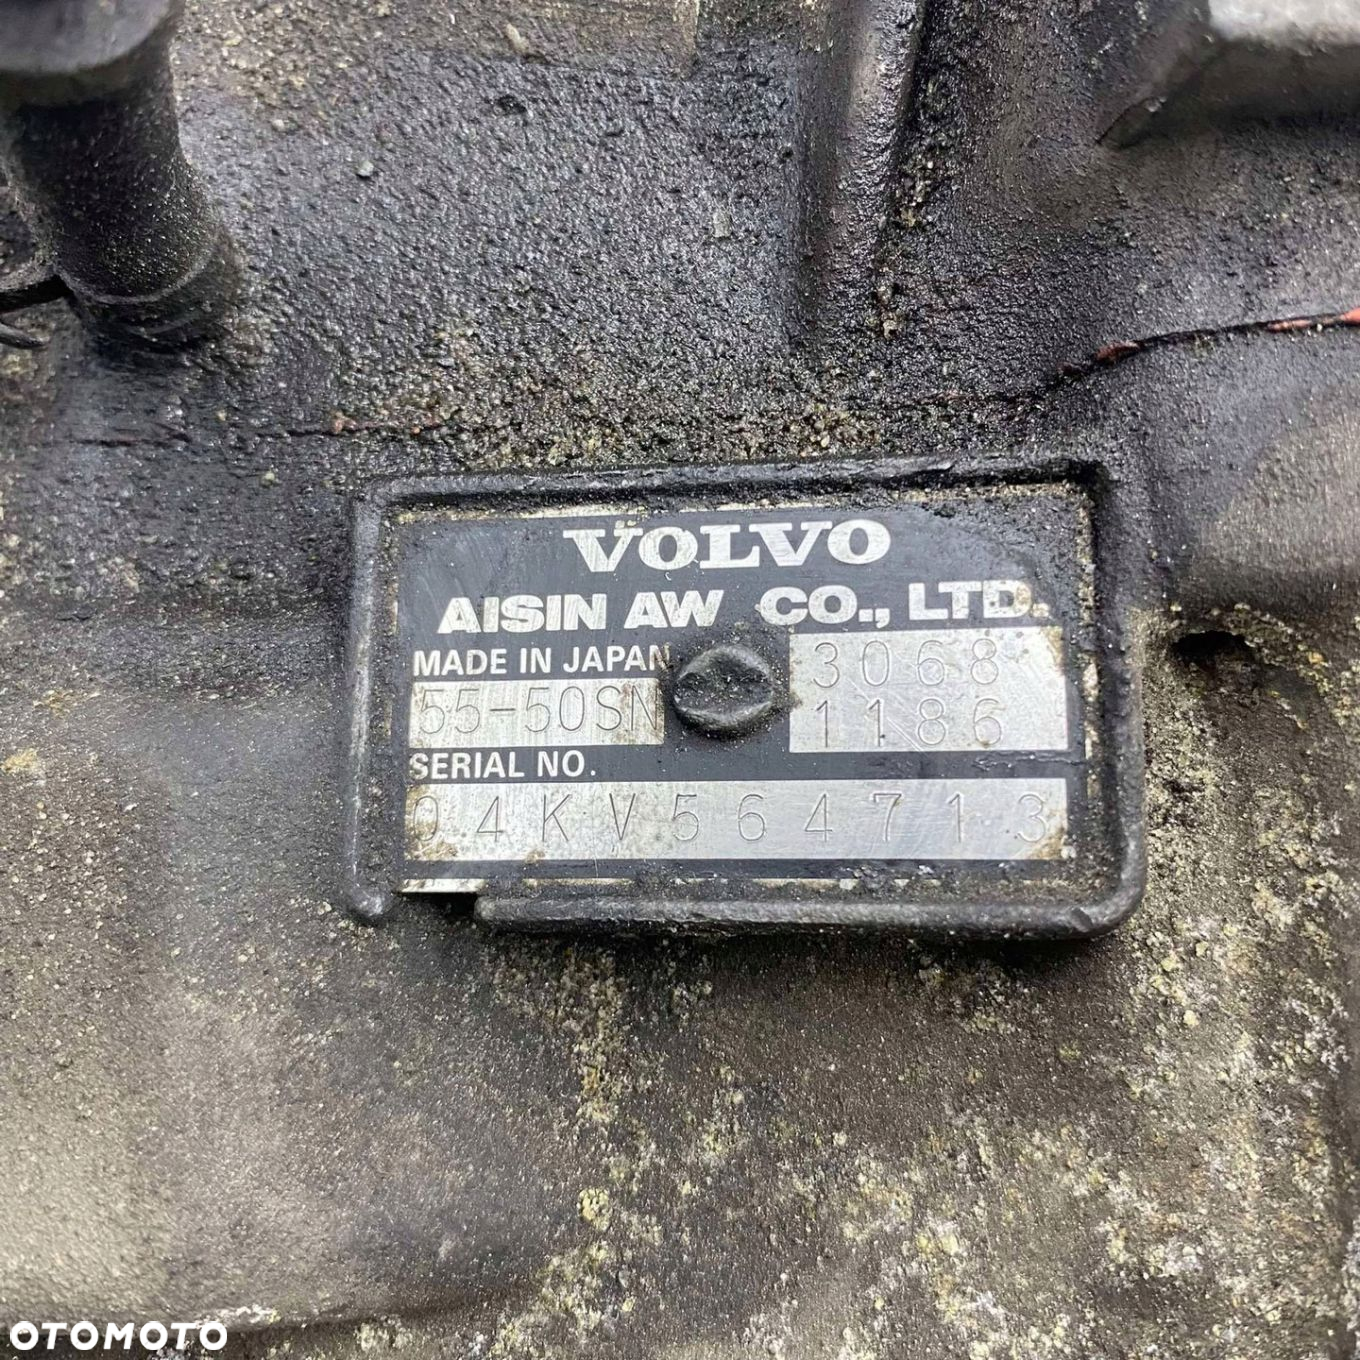 VOLVO
AISIN AW CO., LTD.
MADE IN JAPAN
3068
55-50SN
1186
SERIAL NO.
04KV564713
OTOMOTO